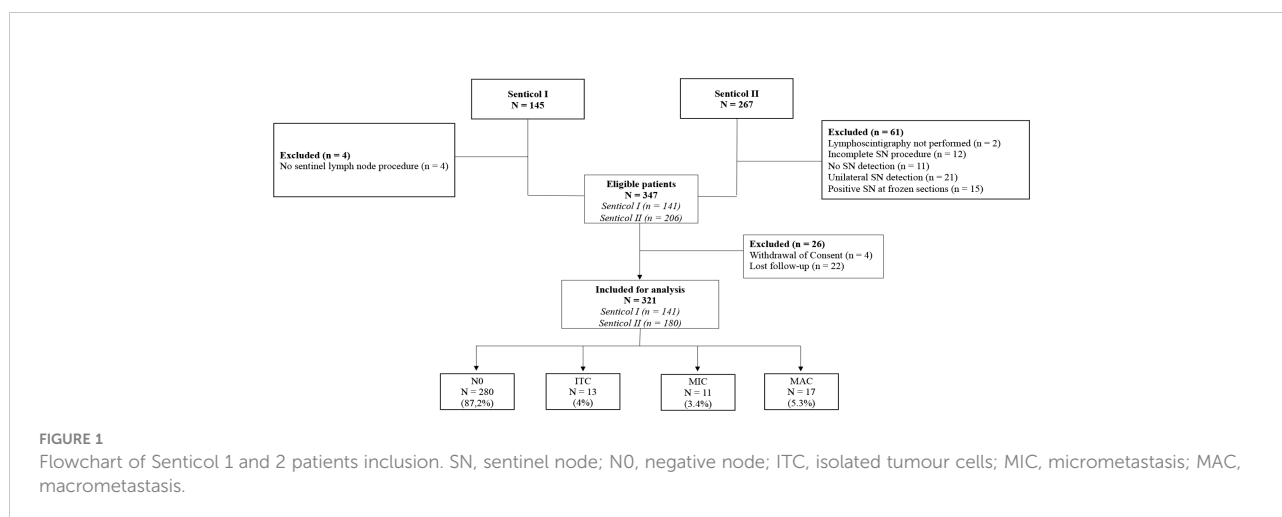 Senticol I
N = 145
Senticol II
N = 267
Excluded (n = 4)
No sentinel lymph node procedure (n = 4)
Excluded (n = 61)
Lymphoscintigraphy not performed (n = 2)
Incomplete SN procedure (n = 12)
No SN detection (n = 11)
Unilateral SN detection (n = 21)
Positive SN at frozen sections (n = 15)
Eligible patients
N = 347
Senticol I (n = 141)
Senticol II (n = 206)
Excluded (n = 26)
Withdrawal of Consent (n = 4)
Lost follow-up (n = 22)
Included for analysis
N = 321
Senticol I (n = 141)
Senticol II (n = 180)
N0
N = 280
(87,2%)
ITC
N = 13
(4%)
MIC
N = 11
(3.4%)
MAC
N = 17
(5.3%)
FIGURE 1
Flowchart of Senticol 1 and 2 patients inclusion. SN, sentinel node; N0, negative node; ITC, isolated tumour cells; MIC, micrometastasis; MAC,
macrometastasis.